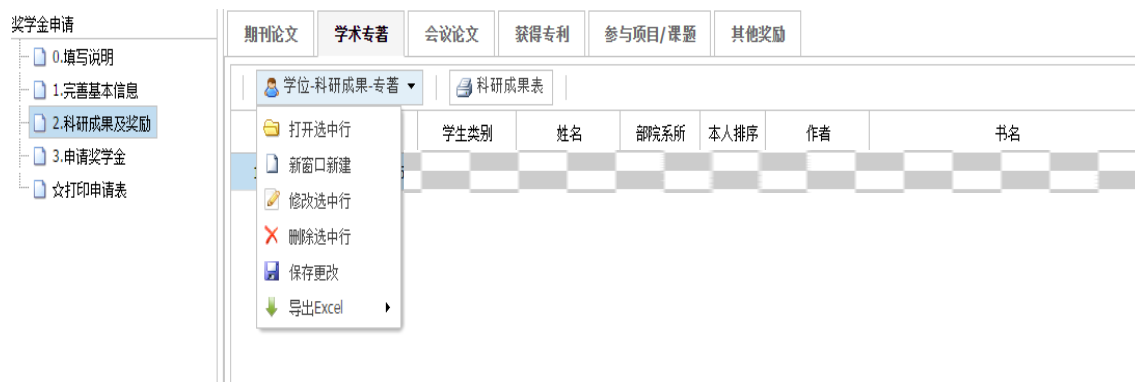 奖学金申请
0.填写说明
1.完善基本信息
2.科研成果及奖励
3.申请奖学金
☆打印申请表
期刊论文 学术专著 会议论文 获得专利 参与项目/课题 其他奖励
学位-科研成果-专著 科研成果表
学生类别 姓名 部院系所 本人排序 作者 书名
打开选中行
新窗口新建
修改选中行
删除选中行
保存更改
导出Excel